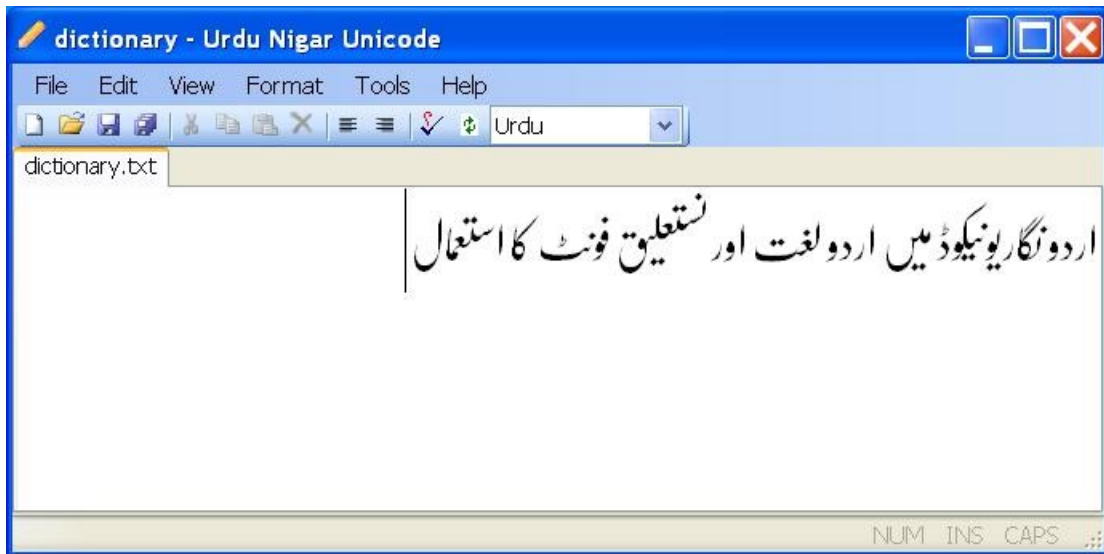 dictionary - Urdu Nigar Unicode
File Edit View Format Tools Help
Urdu
dictionary.txt
اردو نگار یونیکوڈ میں اردو لغت اور نستعلیق فونٹ کا استعمال
NUM INS CAPS